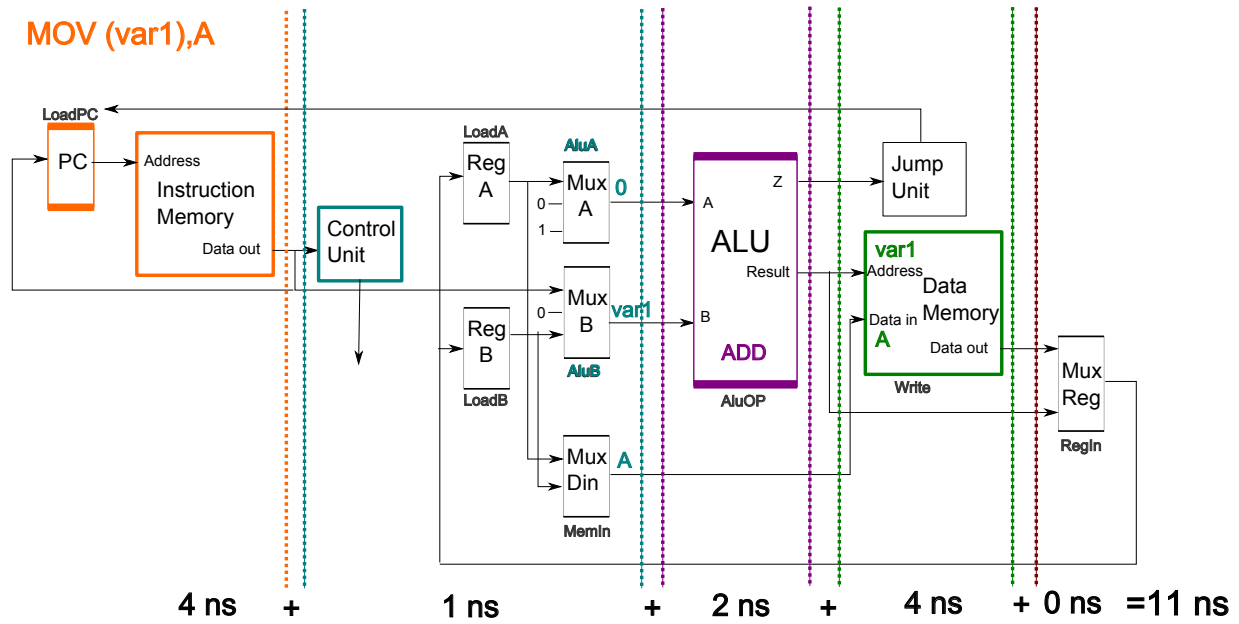 MOV (var1),A
LoadPC
PC
Address
Instruction
Memory
Data out
Control
Unit
LoadA
Reg
A
AluA
Mux
A
0
1
0
Mux
B
0
var1
AluB
Reg
B
LoadB
Mux
Din
A
MemIn
A
B
Z
ALU
Result
ADD
AluOP
Jump
Unit
var1
Address
Data
Memory
Data in
A
Data out
Write
Mux
Reg
RegIn
4 ns + 1 ns + 2 ns + 4 ns + 0 ns =11 ns